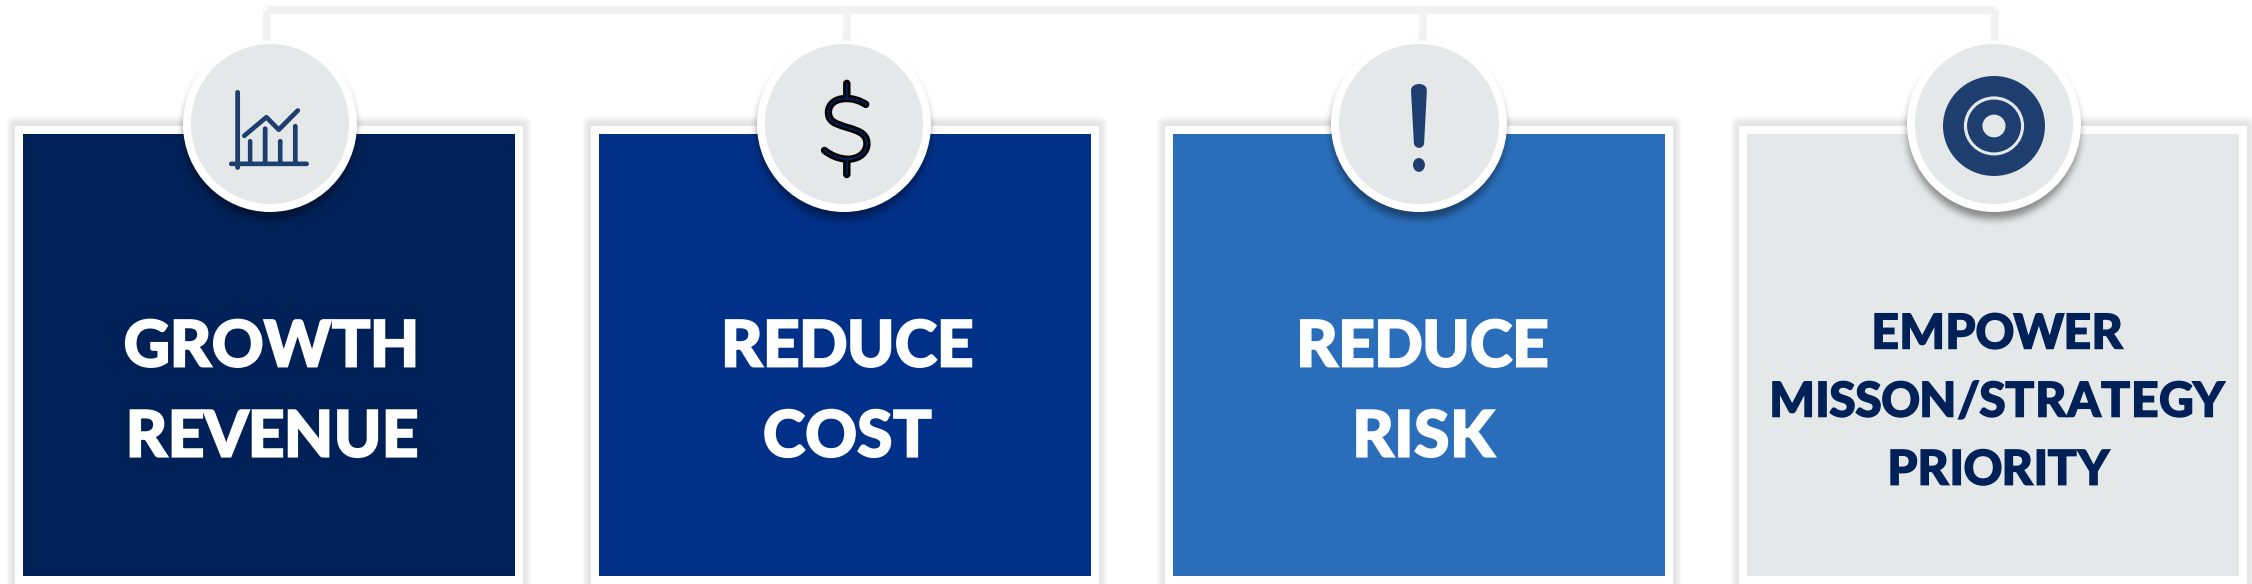 GROWTH
REVENUE
REDUCE
COST
REDUCE
RISK
EMPOWER
MISSON/STRATEGY
PRIORITY